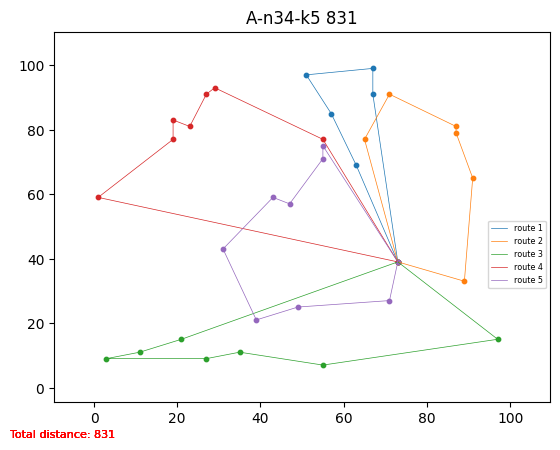 A-n34-k5 831
100
80
60
40
20
0
route 1
route 2
route 3
route 4
route 5
0 20 40 60 80 100
Total distance: 831